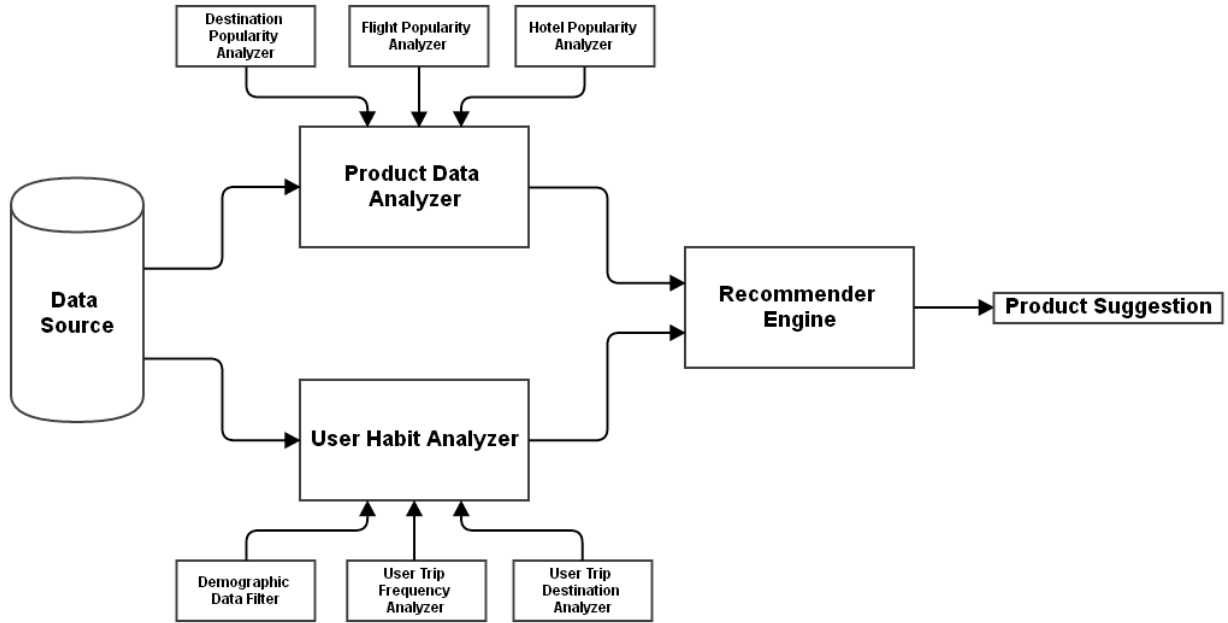 Destination
Popularity
Analyzer
Flight Popularity
Analyzer
Hotel Popularity
Analyzer
Product Data
Analyzer
Data
Source
Recommender
Engine
Product Suggestion
User Habit Analyzer
Demographic
Data Filter
User Trip
Frequency
Analyzer
User Trip
Destination
Analyzer